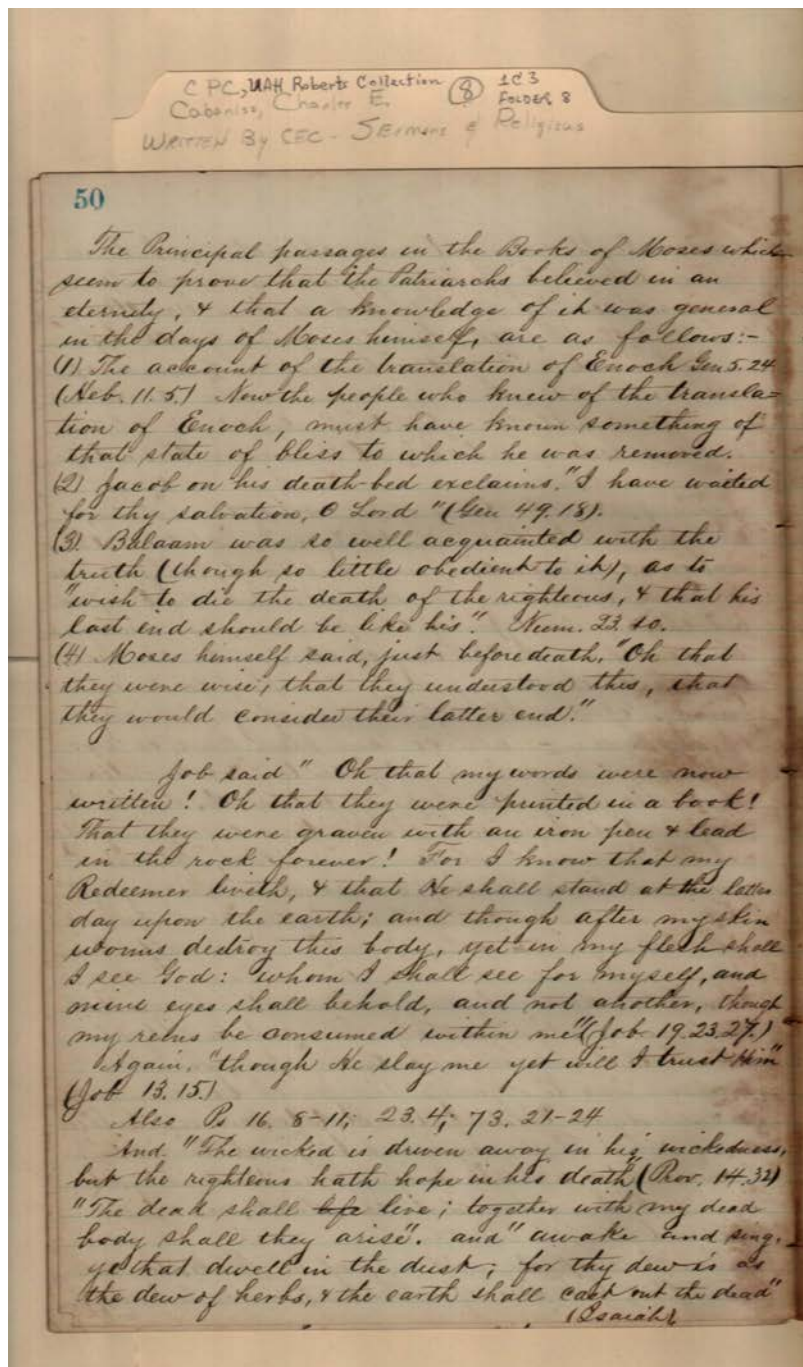 CPC, UAH Roberts Collection (8) 1C3
Cabaniss, Charles E. FOLDER 8
WRITTEN By CEC - Sermons & Religious
50
The Principal passages in the Books of Moses which
seem to prove that the Patriarchs believed in an
eternity, & that a knowledge of it was general
in the days of Moses himself, are as follows:-
(1) The account of the translation of Enoch Gen 5.24
(Heb. 11.5.) Now the people who knew of the transla=
tion of Enoch, must have known something of
that state of bliss to which he was removed.
(2) Jacob on his death-bed exclaims. "I have waited
for thy salvation, O Lord" (Gen 49.18).
(3). Balaam was so well acquainted with the
truth (though so little obedient to it), as to
"wish to die the death of the righteous, & that his
last end should be like his". Num. 23.10.
(4) Moses himself said, just before death. "Oh that
they were wise, that they understood this, that
they would consider their latter end."
Job said "Oh that my words were now
written! Oh that they were printed in a book!
That they were graven with an iron pen & lead
in the rock forever! For I know that my
Redeemer liveth, & that He shall stand at the latter
day upon the earth; and though after my skin
worms destroy this body, yet in my flesh shall
I see God: whom I shall see for myself, and
mine eyes shall behold, and not another, though
my reins be consumed within me" (Job 19.23.27.)
Again. "though He slay me yet will I trust Him"
(Job 13.15.)
Also Ps 16. 8-11; 23.4; 73. 21-24
And. "The wicked is driven away in his wickedness,
but the righteous hath hope in his death" (Prov. 14.32)
"The dead shall life live; together with my dead
body shall they arise". and "awake and sing,
ye that dwell in the dust; for thy dew is as
the dew of herbs, & the earth shall cast out the dead"
(Isaiah)